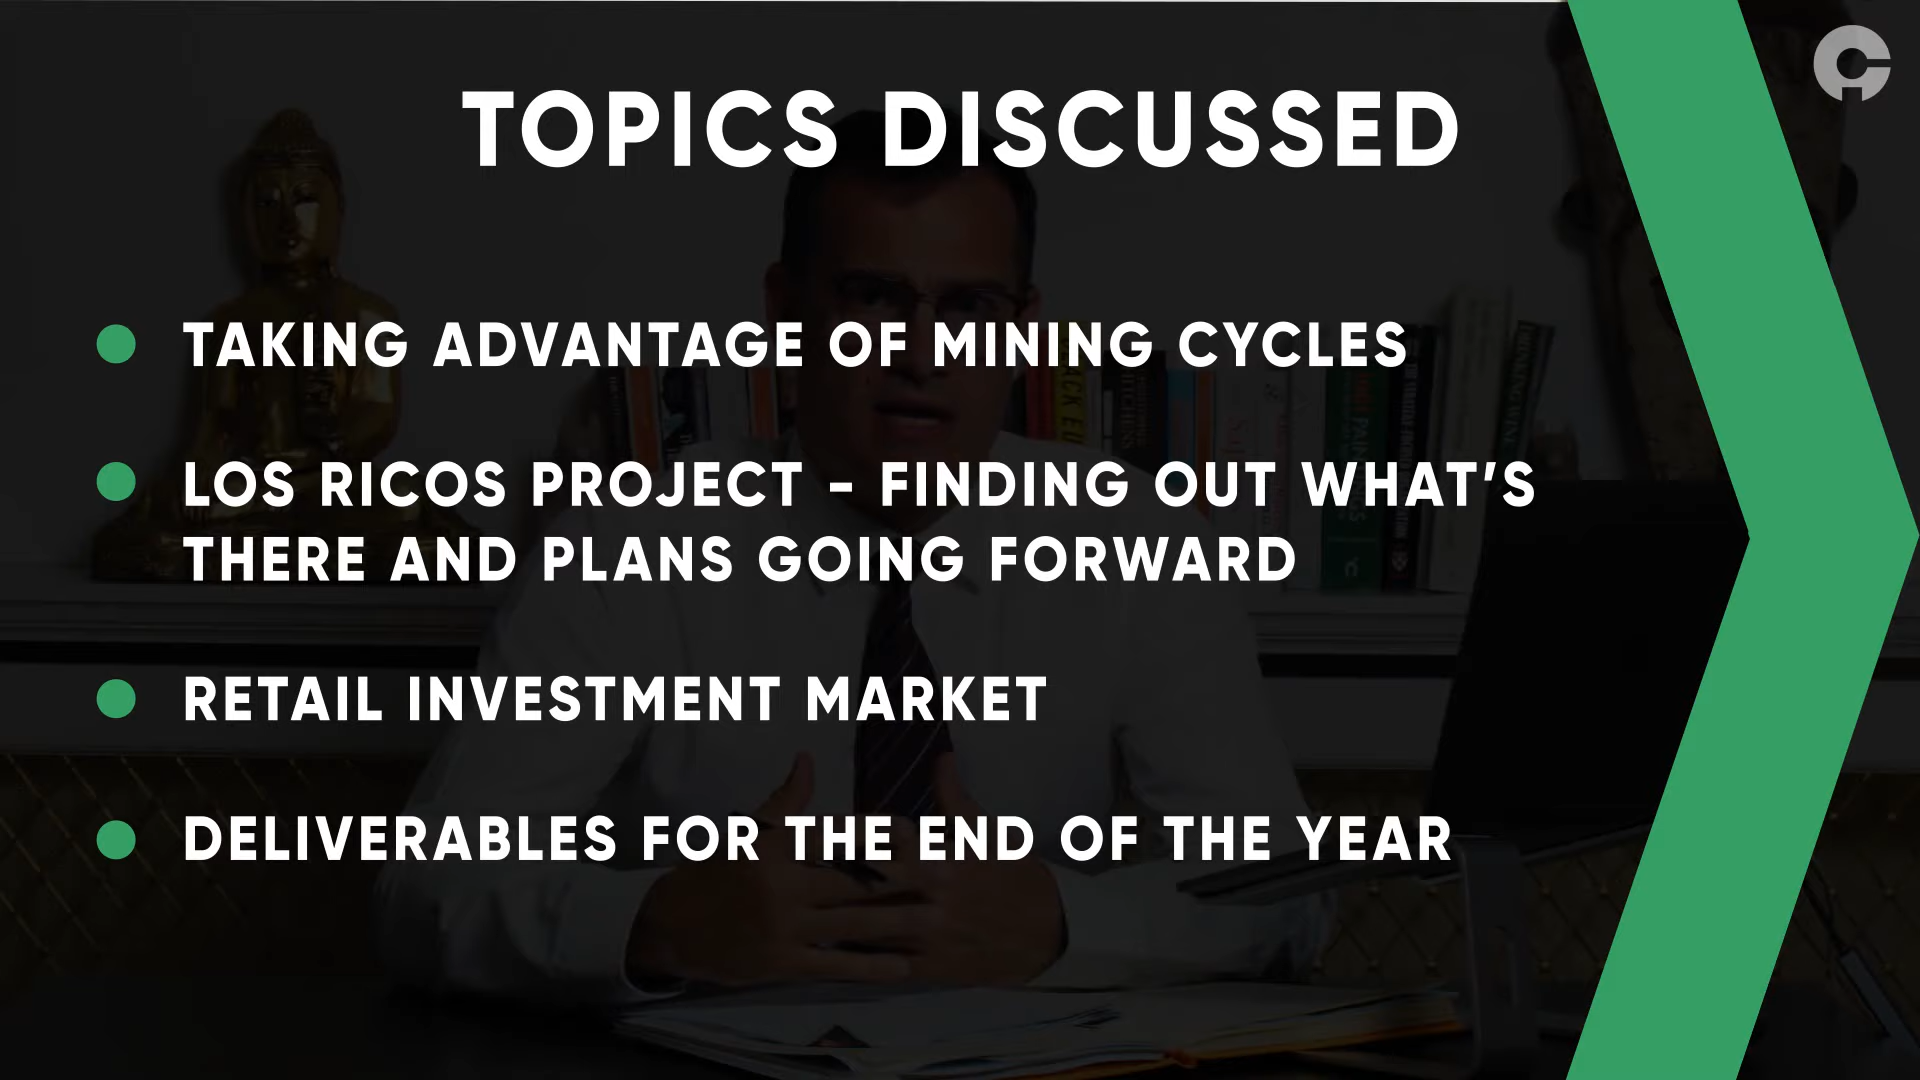 TOPICS DISCUSSED
TAKING ADVANTAGE OF MINING CYCLES
LOS RICOS PROJECT - FINDING OUT WHAT'S
THERE AND PLANS GOING FORWARD
RETAIL INVESTMENT MARKET
DELIVERABLES FOR THE END OF THE YEAR